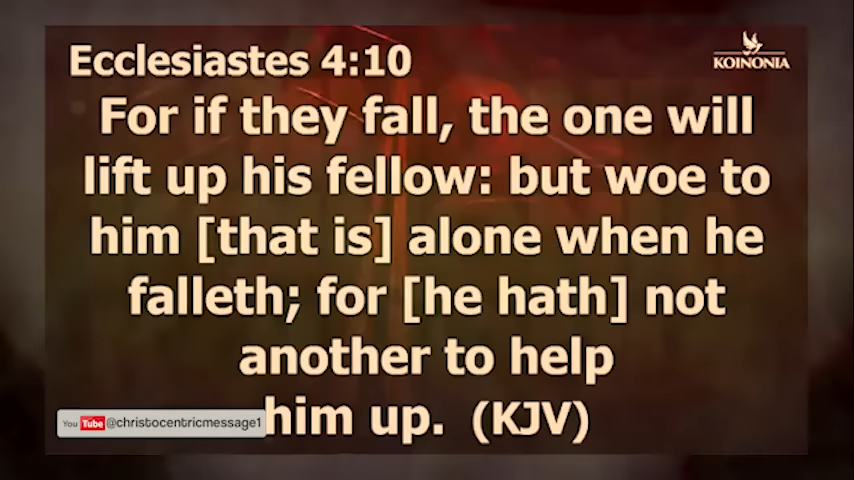 Ecclesiastes 4:10
KOINONIA
For if they fall, the one will
lift up his fellow: but woe to
him [that is] alone when he
falleth; for [he hath] not
another to help
him up. (KJV)
You Tube @christocentricmessage1